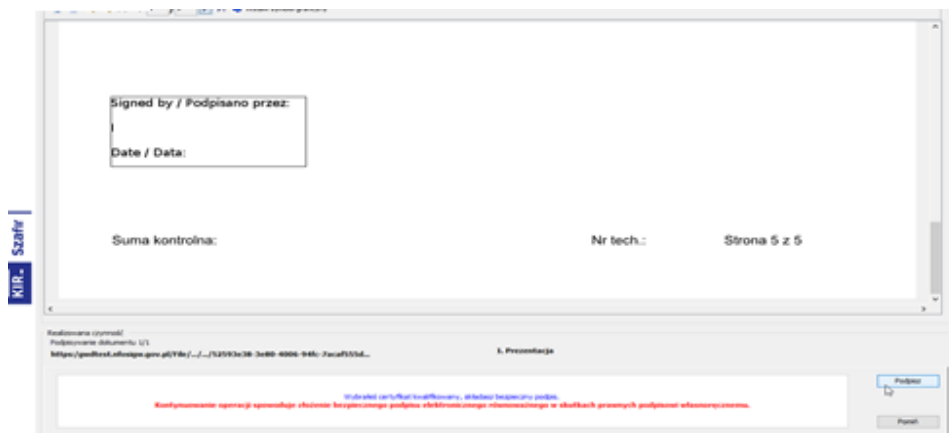 Signed by / Podpisano przez:
Date / Data:
Suma kontrolna: Nr tech.: Strona 5 z 5
KIR. Szafir
Realizowana czynność
Podpisywanie dokumentu 1/1
1. Prezentacja
Wybrałeś certyfikat kwalifikowany, składasz bezpieczny podpis.
Kontynuowanie operacji spowoduje złożenie bezpiecznego podpisu elektronicznego równoważnego w skutkach prawnych podpisowi własnoręcznemu.
Podpisz
Pomiń